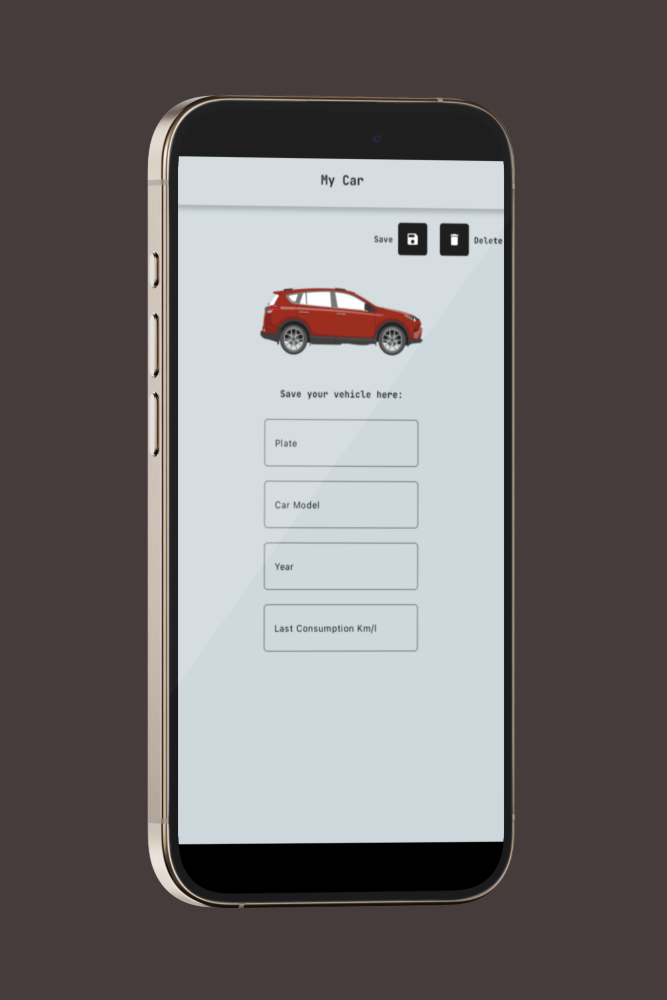 My Car
Save Delete
Save your vehicle here:
Plate
Car Model
Year
Last Consumption Km/l